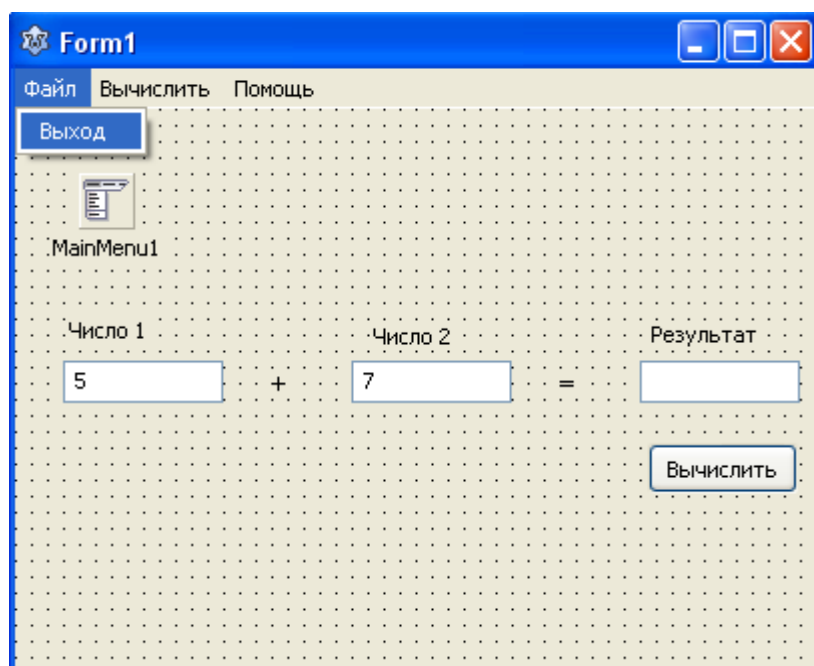 Form1
Файл Вычислить Помощь
Выход
MainMenu1
Число 1 Число 2 Результат
5 + 7 =
Вычислить